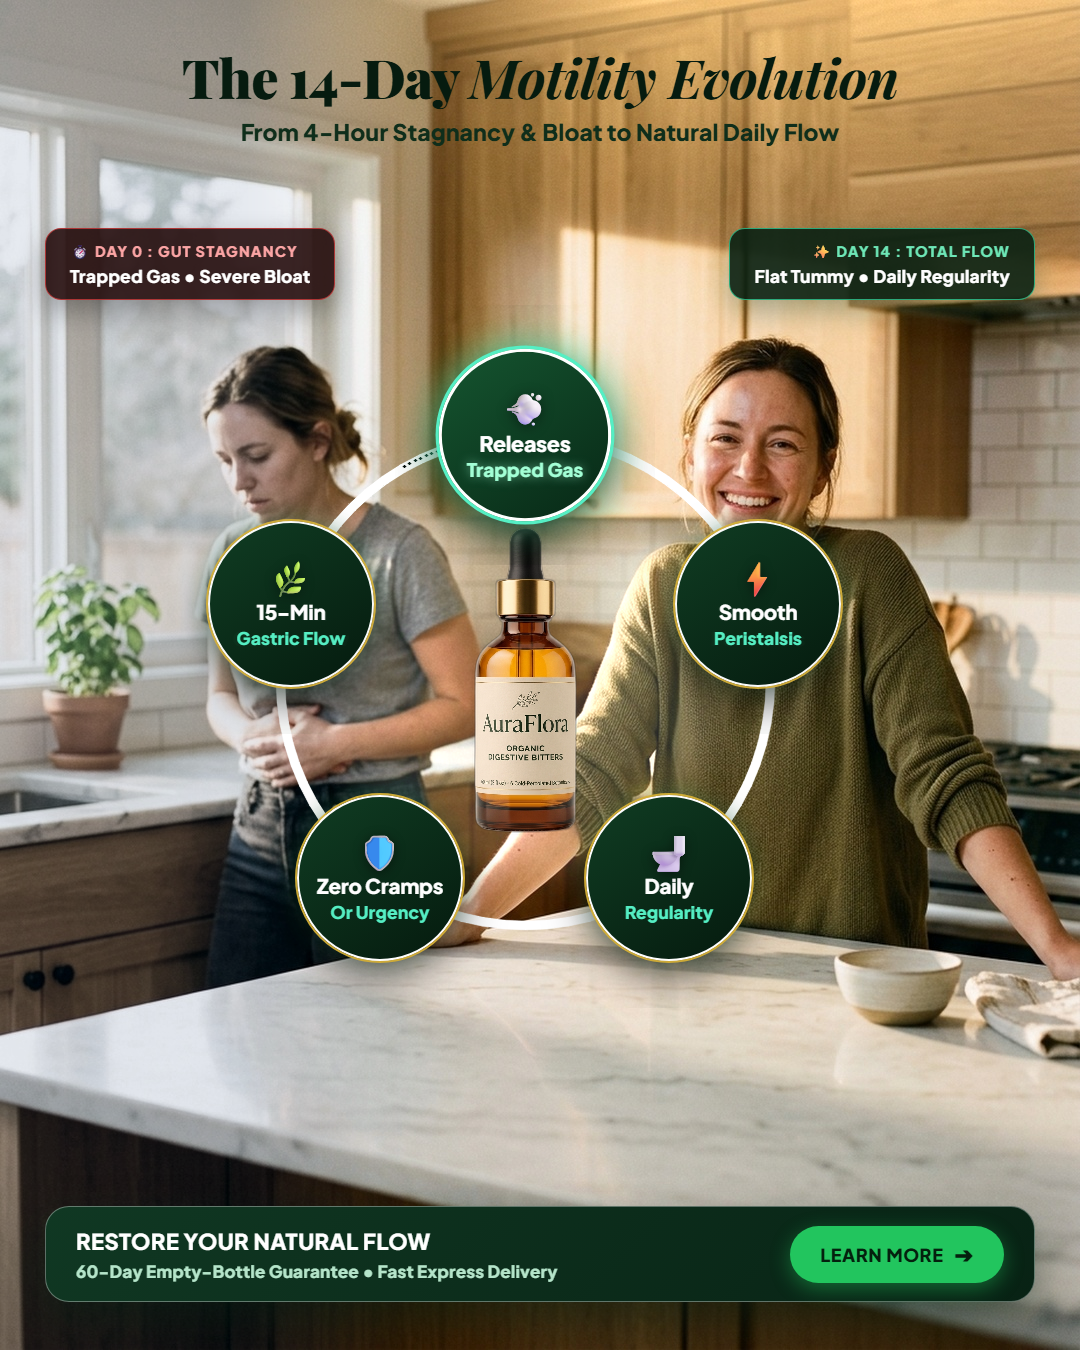 The 14-Day Motility Evolution
From 4-Hour Stagnancy & Bloat to Natural Daily Flow
DAY 0 : GUT STAGNANCY
Trapped Gas • Severe Bloat
DAY 14 : TOTAL FLOW
Flat Tummy • Daily Regularity
Releases
Trapped Gas
15-Min
Gastric Flow
Smooth
Peristalsis
AuraFlora
ORGANIC
DIGESTIVE BITTERS
Zero Cramps
Or Urgency
Daily
Regularity
RESTORE YOUR NATURAL FLOW
60-Day Empty-Bottle Guarantee • Fast Express Delivery
LEARN MORE ➔